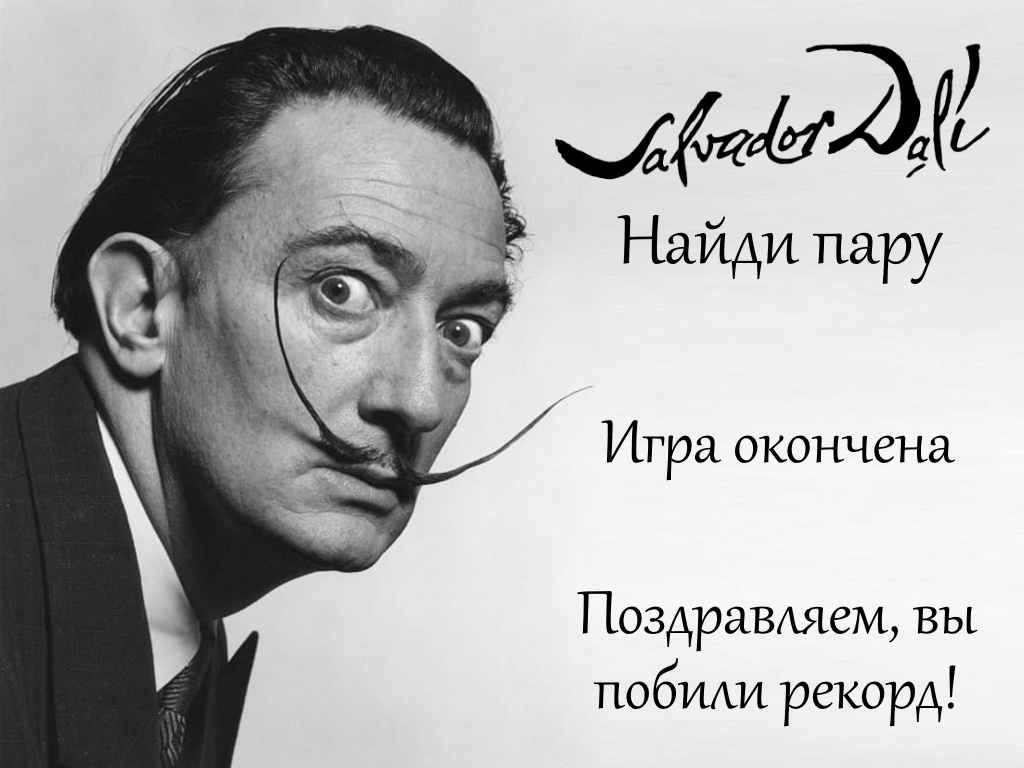 Salvador Dalí
Найди пару
Игра окончена
Поздравляем, вы
побили рекорд!